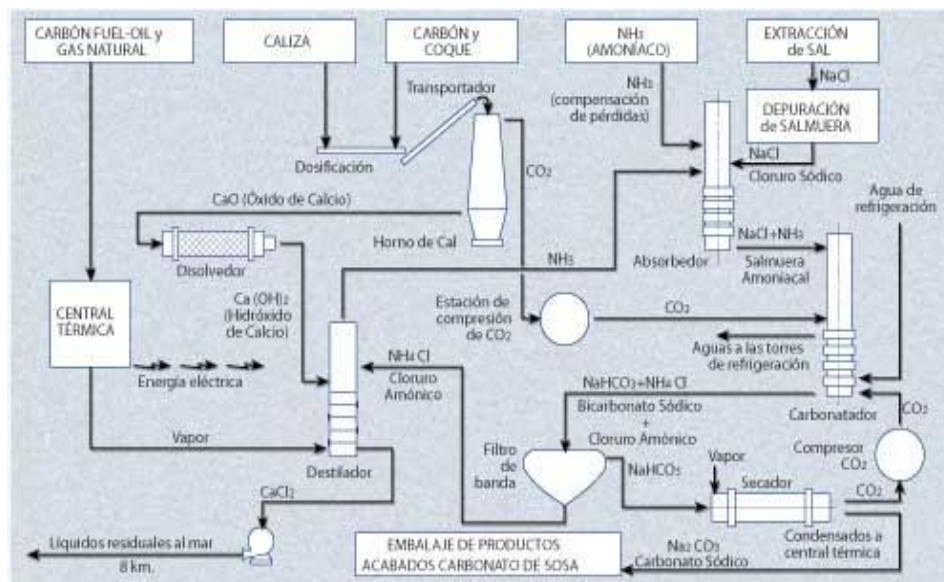 CARBÓN FUEL-OIL y
GAS NATURAL
CALIZA
CARBÓN y
COQUE
NH3
(AMONÍACO)
EXTRACCIÓN
de SAL
NaCl
DEPURACIÓN
de SALMUERA
NH3
(compensación
de pérdidas)
Transportador
Dosificación
CO2
NaCl
Cloruro Sódico
Agua de
refrigeración
CaO (Óxido de Calcio)
Horno de Cal
Disolvedor
NH3
Absorbedor
NaCl+NH3
Salmuera
Amoniacal
Ca (OH)2
(Hidróxido
de Calcio)
CENTRAL
TÉRMICA
Estación de
compresión
de CO2
CO2
Aguas a las torres
de refrigeración
Energía eléctrica
NH4 Cl
Cloruro
Amónico
NaHCO3+NH4 Cl
Bicarbonato Sódico
+
Cloruro Amónico
Carbonatador
CO2
Compresor
CO2
Vapor
Destilador
Filtro
de
banda
NaHCO3
Vapor
Secador
CO2
CaCl2
Condensados a
central térmica
Líquidos residuales al mar
8 km.
EMBALAJE DE PRODUCTOS
ACABADOS CARBONATO DE SOSA
Na2 CO3
Carbonato Sódico